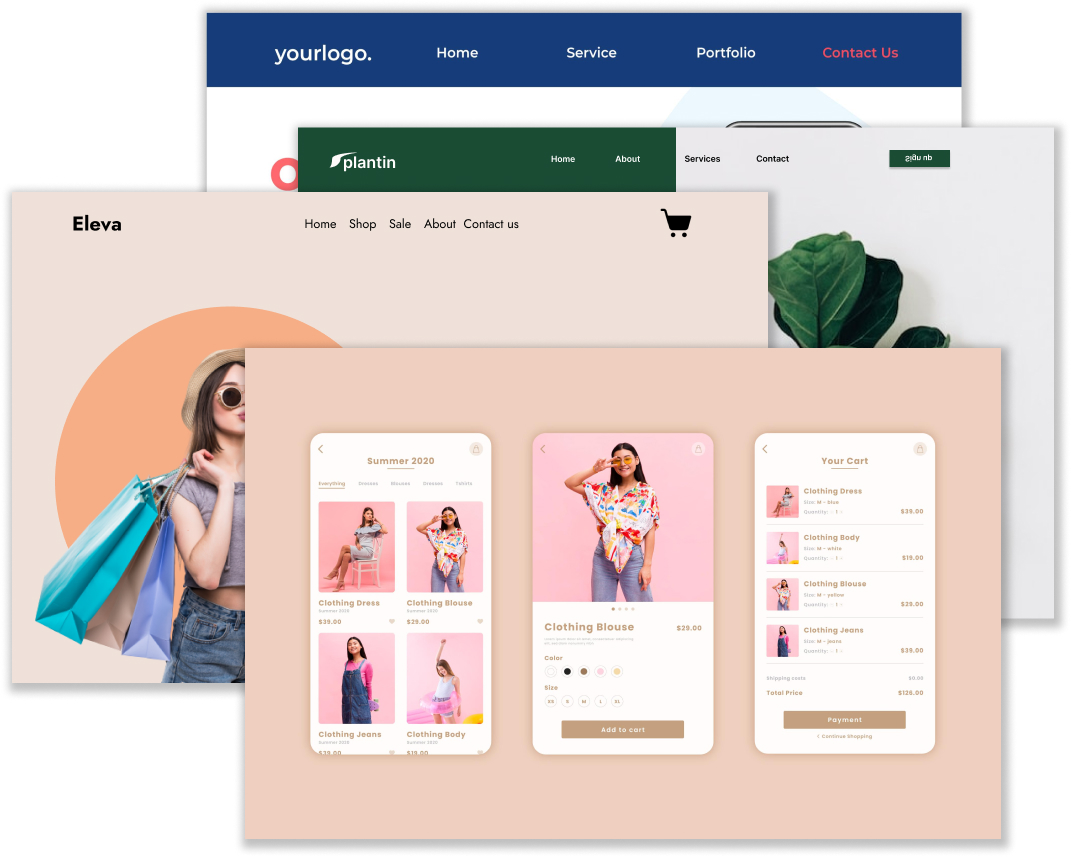 yourlogo.
Home
Service
Portfolio
Contact Us
plantin
Home
About
Services
Contact
Sign up
Eleva
Home
Shop
Sale
About
Contact us
Summer 2020
Everything
Dresses
Blouses
Dresses
Tshirts
Clothing Dress
Summer 2020
$39.00
Clothing Blouse
Summer 2020
$29.00
Clothing Jeans
Summer 2020
$39.00
Clothing Body
Summer 2020
$19.00
Clothing Blouse
$29.00
Color
Size
XS
S
M
L
XL
Add to cart
Your Cart
Clothing Dress
Size: M - blue
Quantity: 1
$39.00
Clothing Body
Size: M - white
Quantity: 1
$19.00
Clothing Blouse
Size: M - yellow
Quantity: 1
$29.00
Clothing Jeans
Size: M - jeans
Quantity: 1
$39.00
Shipping costs
$0.00
Total Price
$126.00
Payment
Continue Shopping